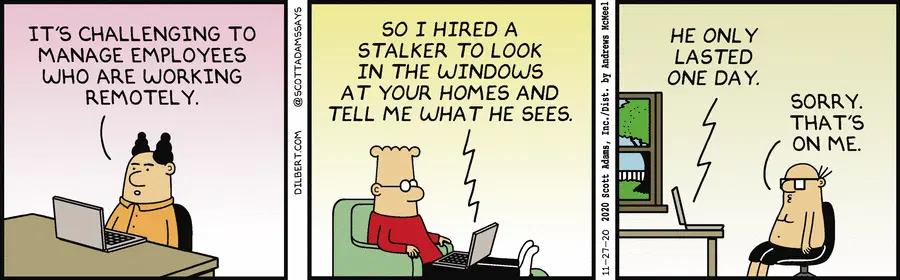 IT'S CHALLENGING TO
MANAGE EMPLOYEES
WHO ARE WORKING
REMOTELY.
DILBERT.COM @SCOTTADAMSSAYS
SO I HIRED A
STALKER TO LOOK
IN THE WINDOWS
AT YOUR HOMES AND
TELL ME WHAT HE SEES.
11-27-20 2020 Scott Adams, Inc./Dist. by Andrews McMeel
HE ONLY
LASTED
ONE DAY.
SORRY.
THAT'S
ON ME.